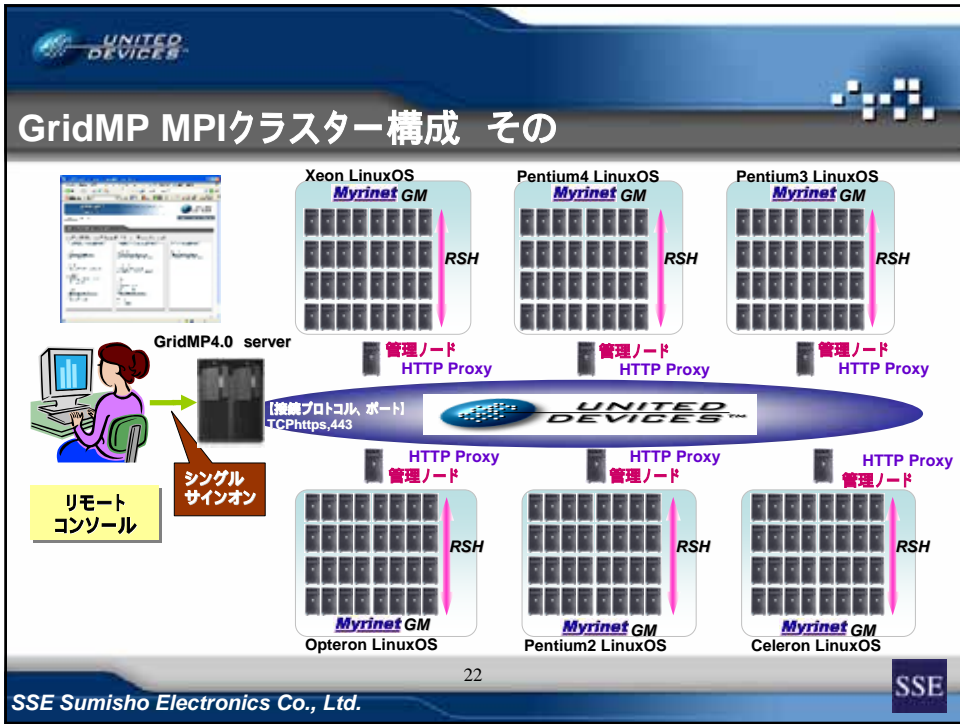 UNITED
DEVICES
GridMP MPIクラスター構成 その
Xeon LinuxOS
Myrinet GM
RSH
Pentium4 LinuxOS
Myrinet GM
RSH
Pentium3 LinuxOS
Myrinet GM
RSH
GridMP4.0 server
管理ノード
HTTP Proxy
管理ノード
HTTP Proxy
管理ノード
HTTP Proxy
【接続プロトコル、ポート】
TCPhttps,443
UNITED
DEVICES™
シングル
サインオン
リモート
コンソール
HTTP Proxy
管理ノード
HTTP Proxy
管理ノード
HTTP Proxy
管理ノード
RSH
Myrinet GM
Opteron LinuxOS
RSH
Myrinet GM
Pentium2 LinuxOS
RSH
Myrinet GM
Celeron LinuxOS
22
SSE Sumisho Electronics Co., Ltd.
SSE